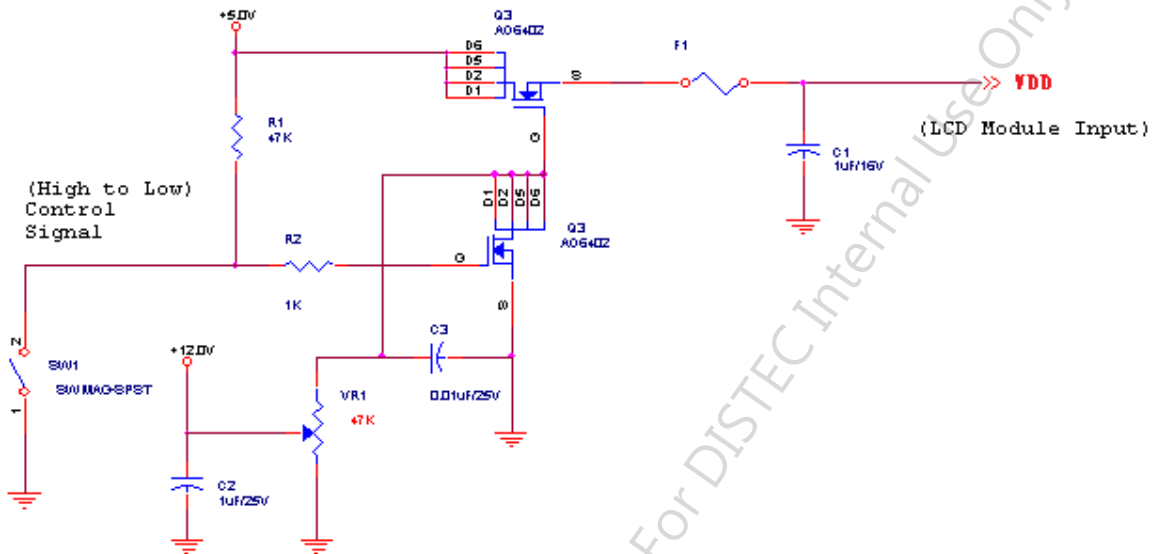 +5.0V
Q3
AO6402
D6
D5
D2
D1
S
G
F1
VDD
(LCD Module Input)
C1
1uF/16V
R1
47K
(High to Low)
Control
Signal
R2
1K
G
D1
D2
D5
D6
Q3
AO6402
S
2
SW1
SW MAG-SPST
1
+12.0V
C3
0.01uF/25V
VR1
47K
C2
1uF/25V
For DISTEC Internal Use Only